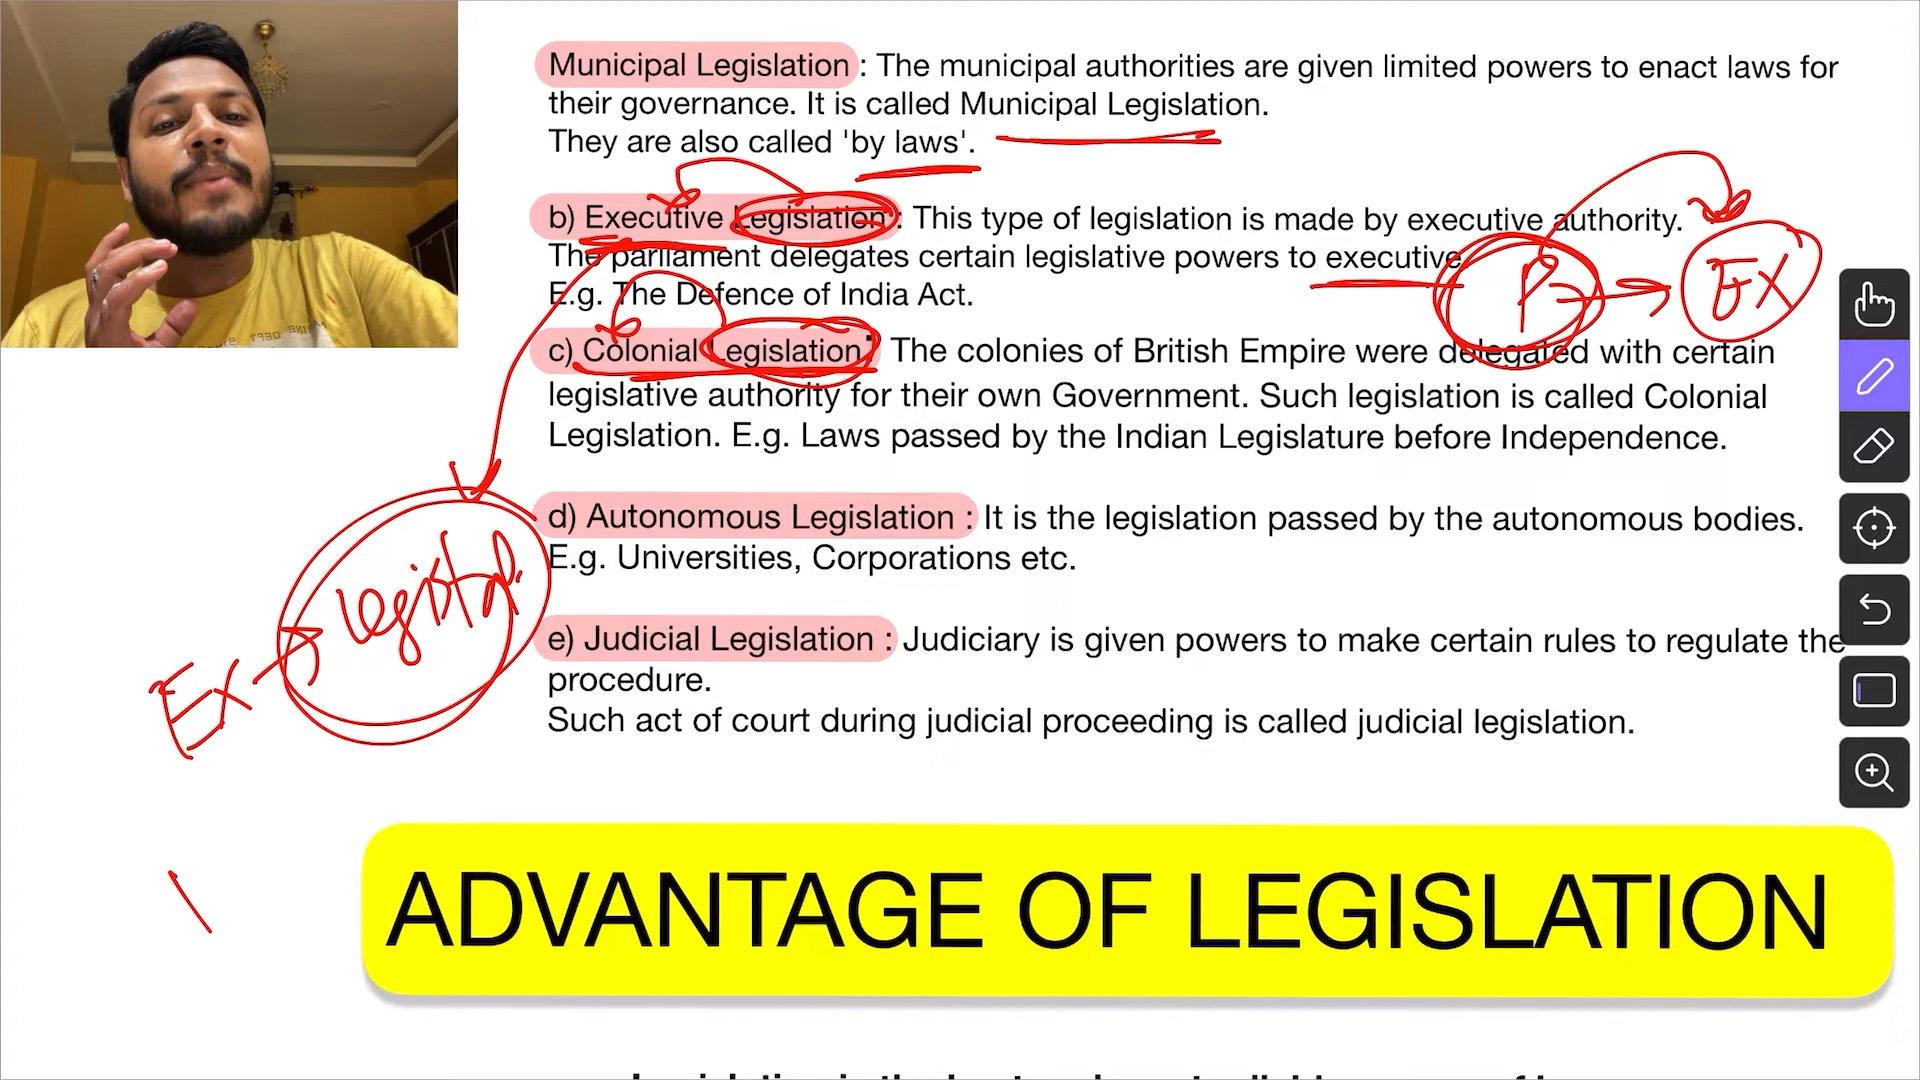 Municipal Legislation : The municipal authorities are given limited powers to enact laws for
their governance. It is called Municipal Legislation.
They are also called 'by laws'.
b) Executive Legislation : This type of legislation is made by executive authority.
The parliament delegates certain legislative powers to executive
E.g. The Defence of India Act.
P
EX
c) Colonial Legislation The colonies of British Empire were delegated with certain
legislative authority for their own Government. Such legislation is called Colonial
Legislation. E.g. Laws passed by the Indian Legislature before Independence.
d) Autonomous Legislation : It is the legislation passed by the autonomous bodies.
E.g. Universities, Corporations etc.
Ex
e) Judicial Legislation : Judiciary is given powers to make certain rules to regulate the
procedure.
Such act of court during judicial proceeding is called judicial legislation.
ADVANTAGE OF LEGISLATION